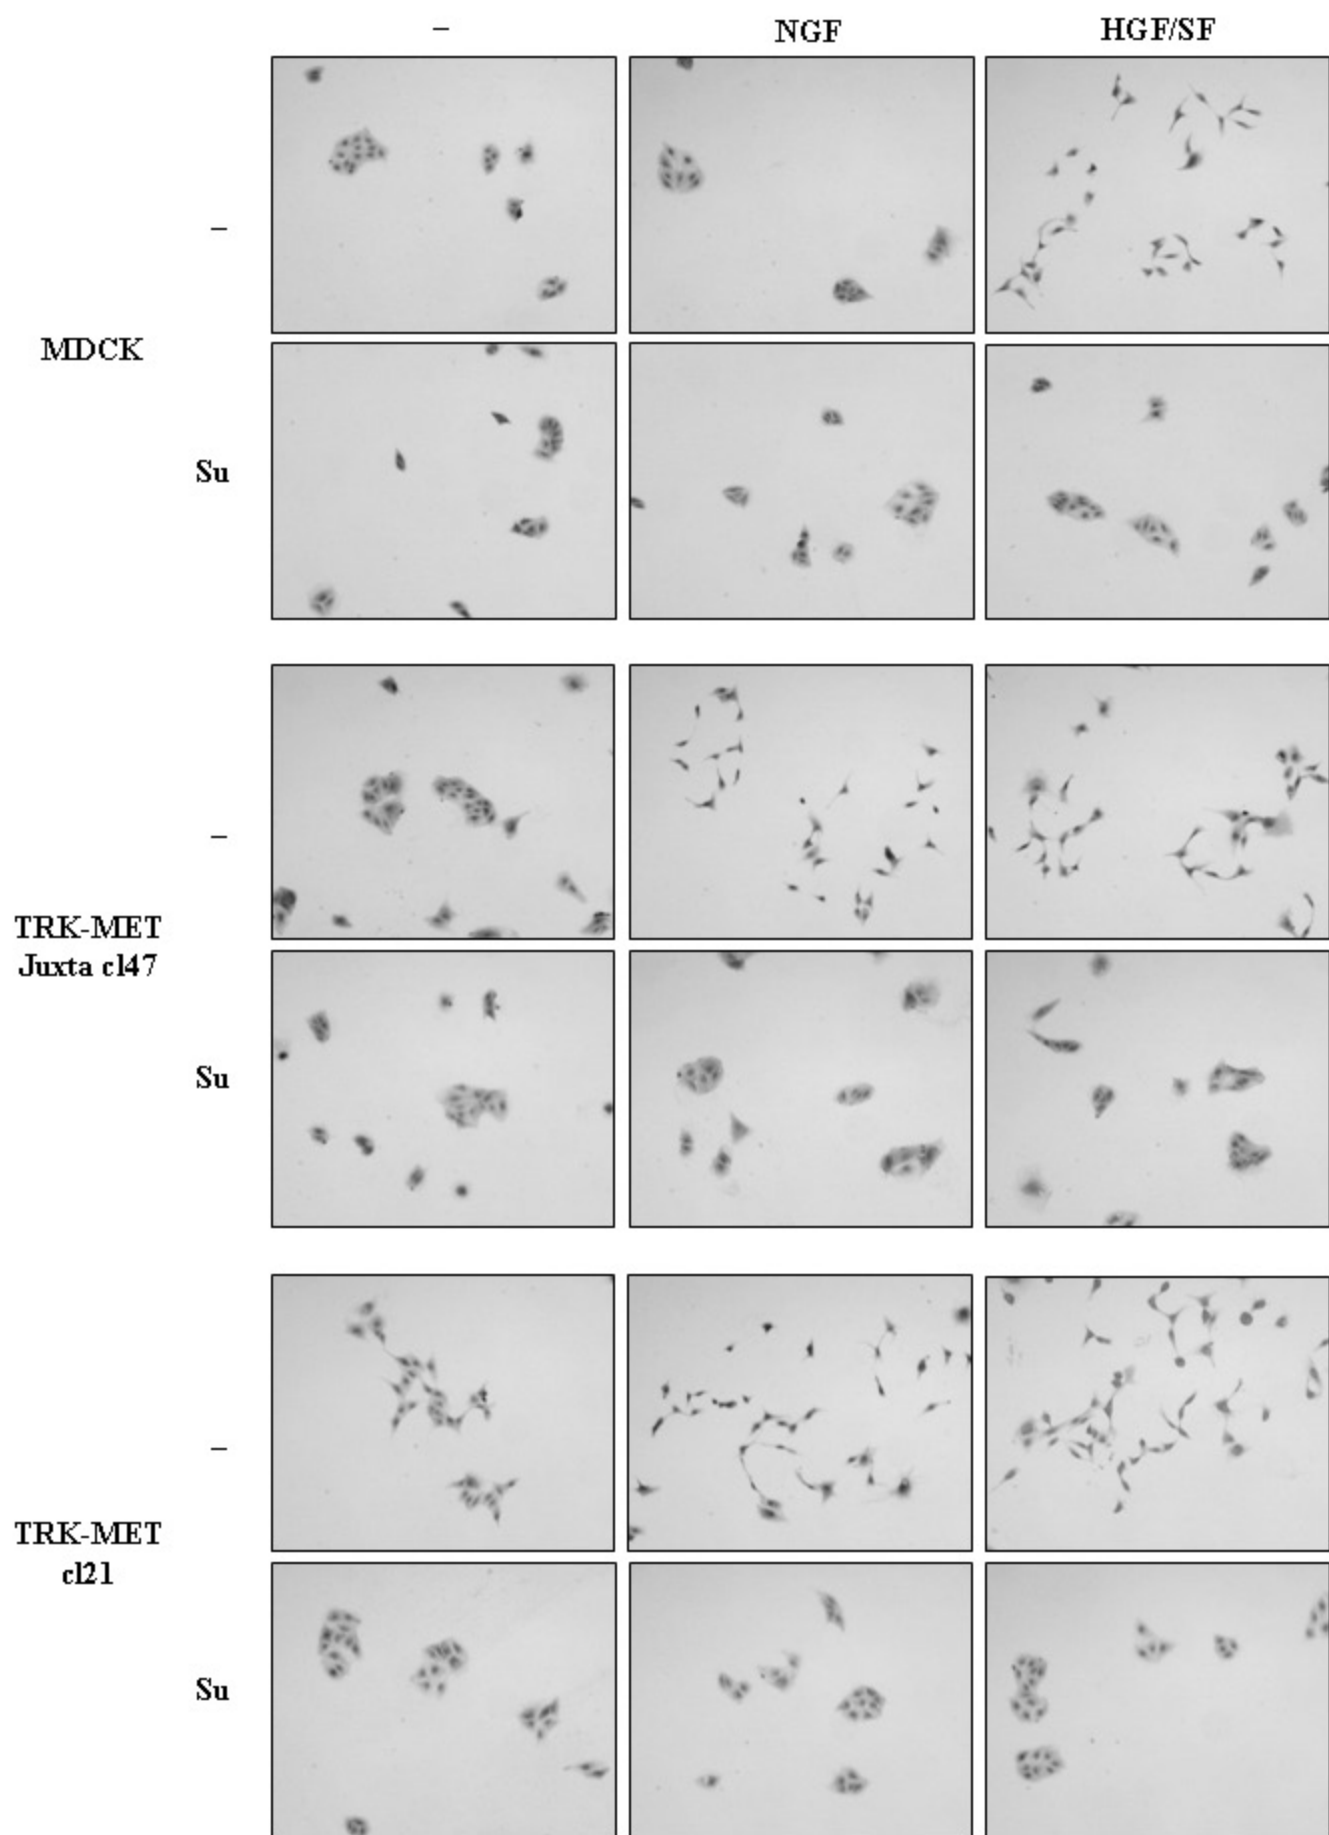 – NGF HGF/SF
–
MDCK
Su
–
TRK-MET
Juxta cl47
Su
–
TRK-MET
cl21
Su